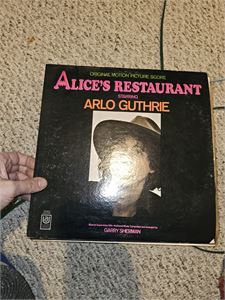 ORIGINAL MOTION PICTURE SCORE
ALICE'S RESTAURANT
STARRING
ARLO GUTHRIE
GARRY SHERMAN